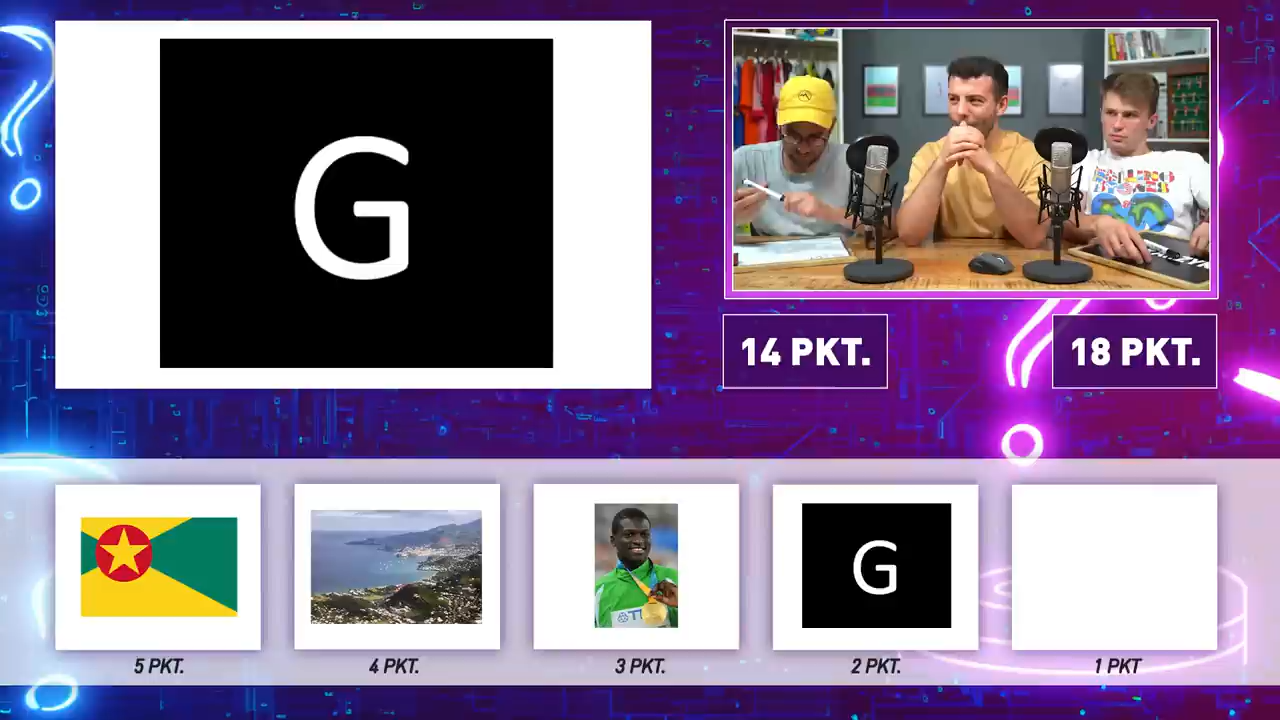 G
14 PKT.
18 PKT.
G
5 PKT.
4 PKT.
3 PKT.
2 PKT.
1 PKT